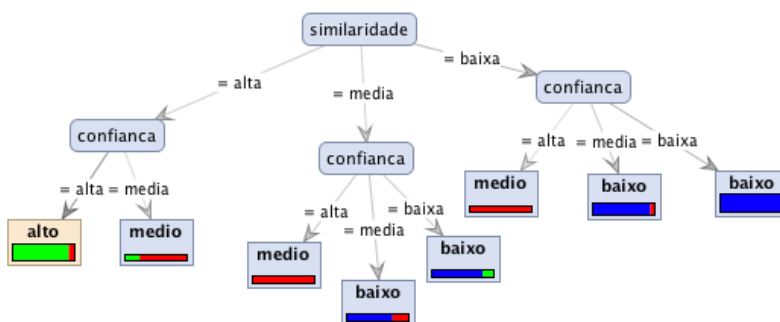 similaridade
= alta
= media
= baixa
confianca
confianca
confianca
= alta = media
= alta
= media
= baixa
= alta
= media
= baixa
alto
medio
medio
baixo
baixo
medio
baixo
baixo